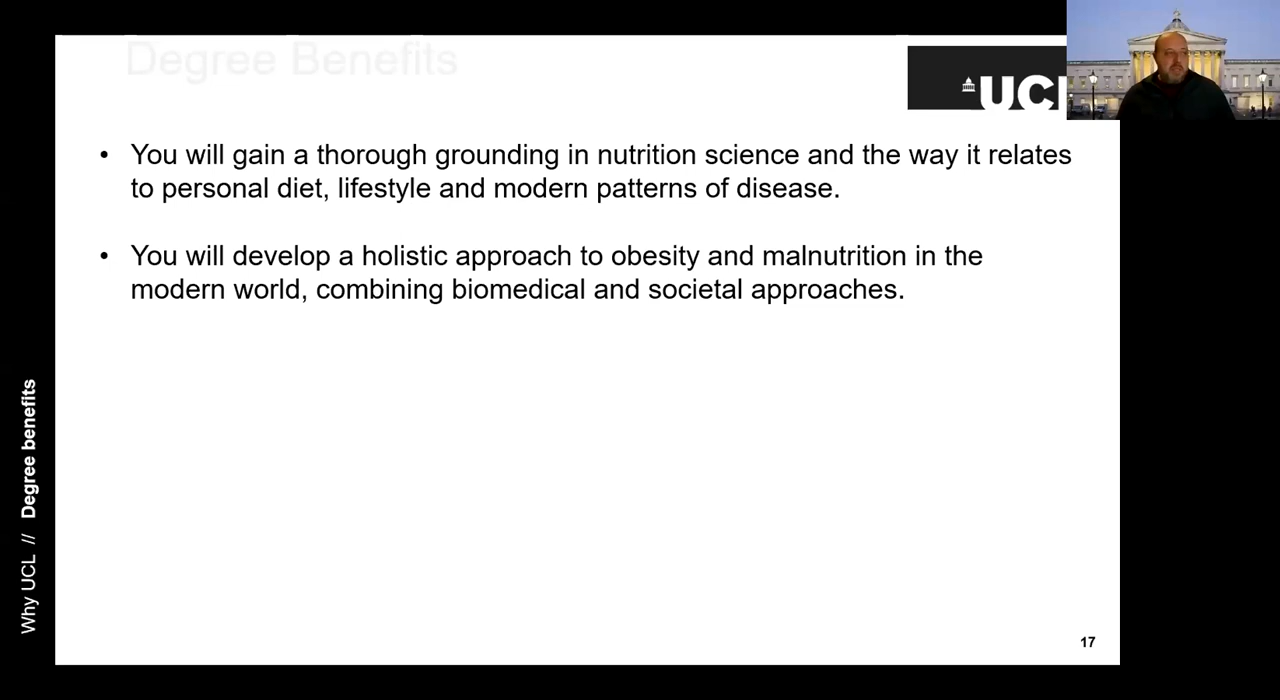 Degree Benefits
UCL
• You will gain a thorough grounding in nutrition science and the way it relates
to personal diet, lifestyle and modern patterns of disease.
• You will develop a holistic approach to obesity and malnutrition in the
modern world, combining biomedical and societal approaches.
Why UCL // Degree benefits
17